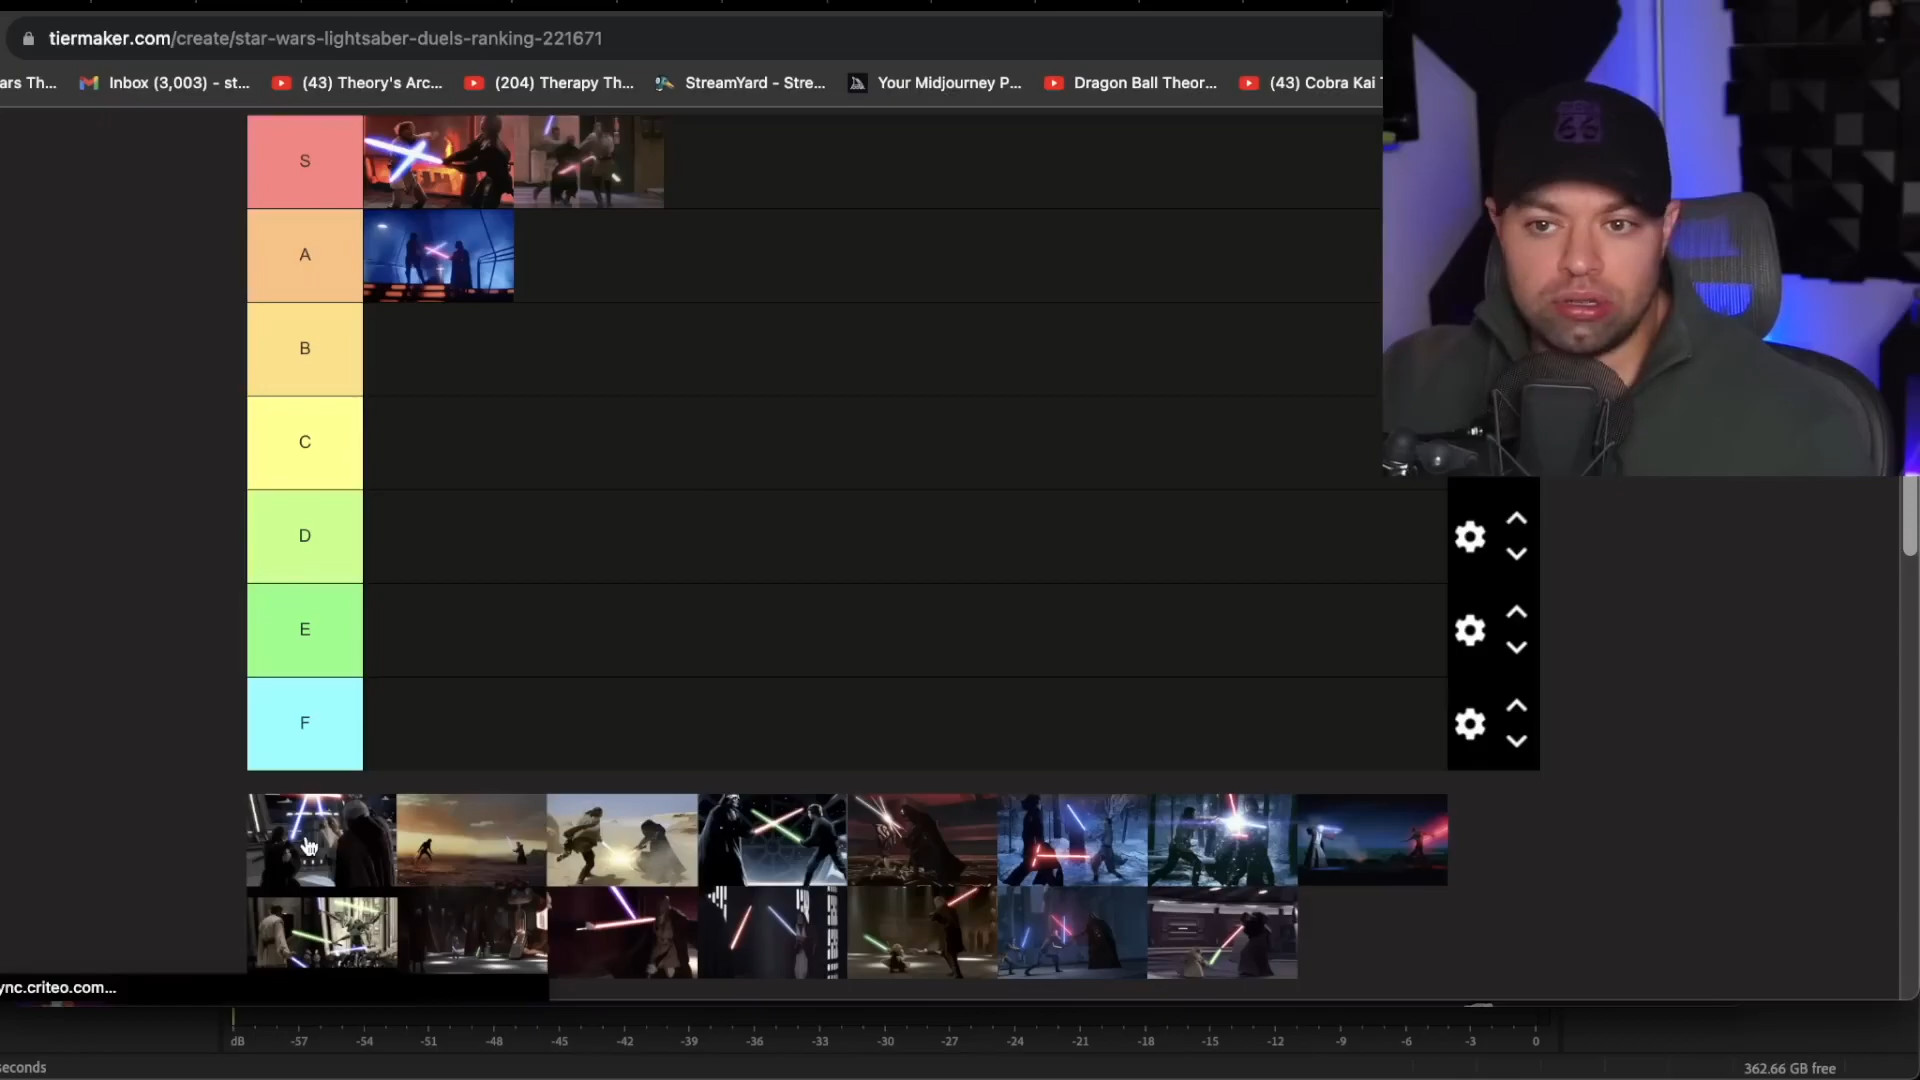 tiermaker.com/create/star-wars-lightsaber-duels-ranking-221671
ars Th... Inbox (3,003) - st... (43) Theory's Arc... (204) Therapy Th... StreamYard - Stre... Your Midjourney P... Dragon Ball Theor... (43) Cobra Kai
S
A
B
C
D
E
F
66
ync.criteo.com...
dB -57 -54 -51 -48 -45 -42 -39 -36 -33 -30 -27 -24 -21 -18 -15 -12 -9 -6 -3 0
seconds 362.66 GB free